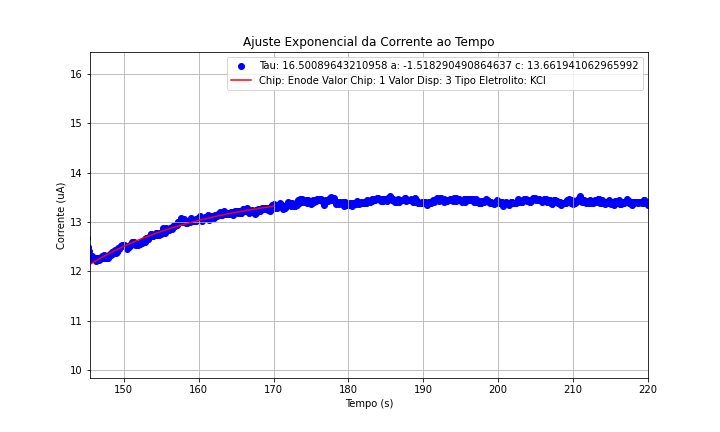 Ajuste Exponencial da Corrente ao Tempo
Tau: 16.50089643210958 a: -1.518290490864637 c: 13.661941062965992
Chip: Enode Valor Chip: 1 Valor Disp: 3 Tipo Eletrolito: KCl
Corrente (uA)
16
15
14
13
12
11
10
150 160 170 180 190 200 210 220
Tempo (s)